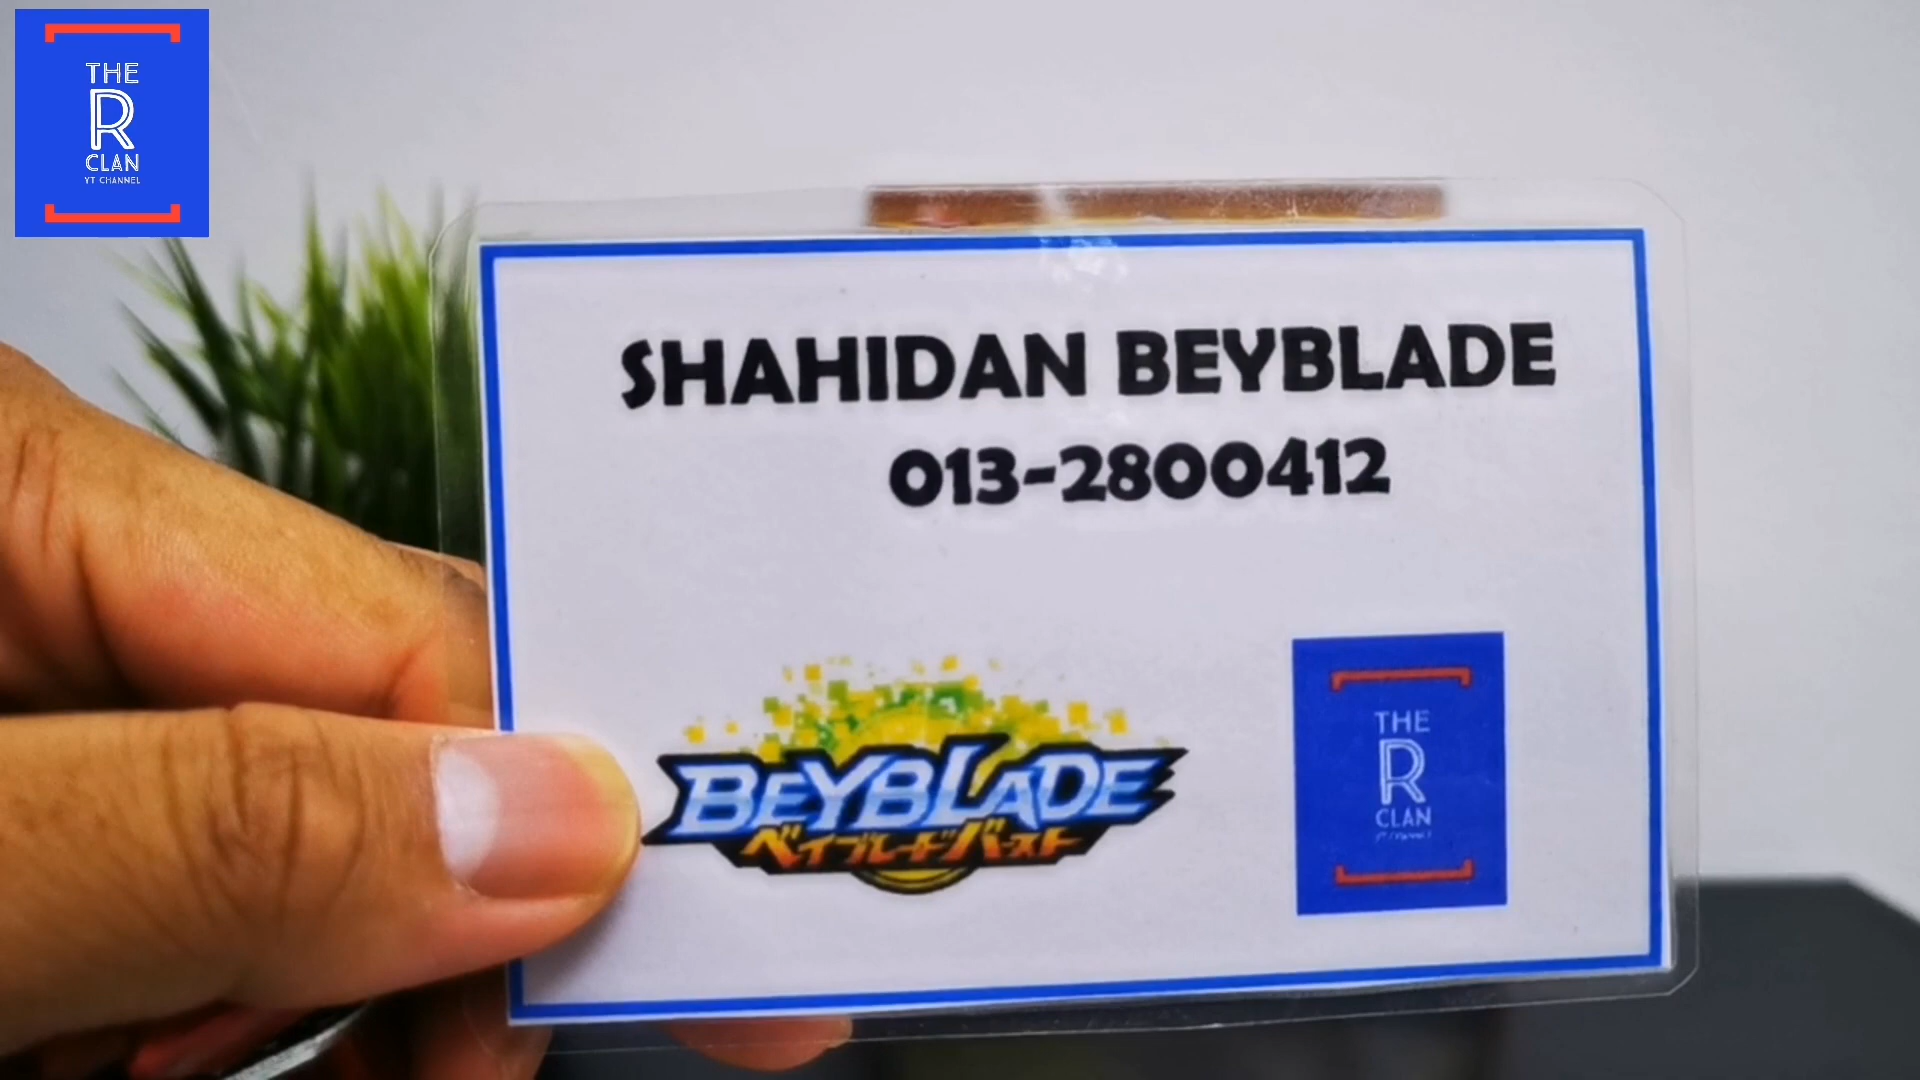 THE
R
CLAN
YT CHANNEL
SHAHIDAN BEYBLADE
013-2800412
BEYBLADE
ベイブレードバースト
THE
R
CLAN